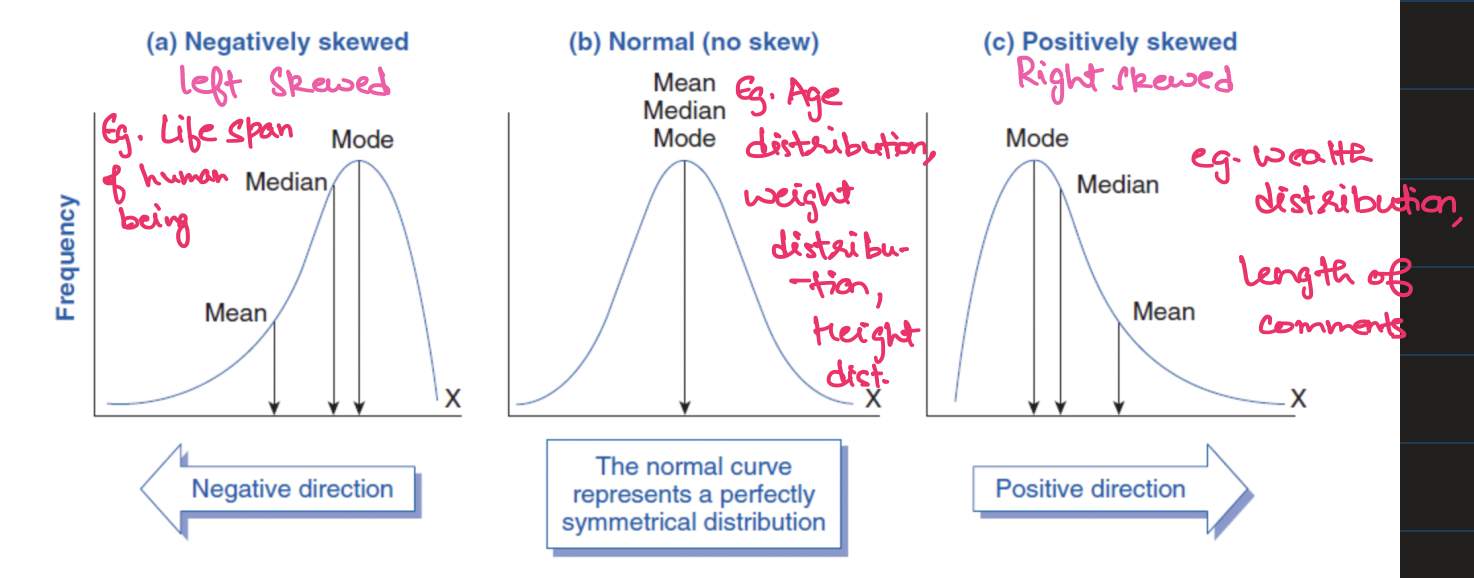 (a) Negatively skewed
left skewed
Eg. Life span
of human
being
Mode
Median
Mean
Frequency
X
Negative direction
(b) Normal (no skew)
Mean
Median
Mode
Eg. Age
distribution,
weight
distribu-
-tion,
Height
dist.
X
The normal curve
represents a perfectly
symmetrical distribution
(c) Positively skewed
Right skewed
Mode
Median
Mean
eg. wealth
distribution,
length of
comments
X
Positive direction